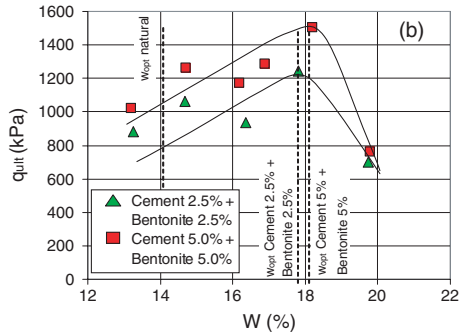 1600
1400
1200
1000
800
600
400
200
0
qult (kPa)
(b)
wopt natural
wopt Cement 2.5% +
Bentonite 2.5%
wopt Cement 5% +
Bentonite 5%
Cement 2.5% +
Bentonite 2.5%
Cement 5.0% +
Bentonite 5.0%
12 14 16 18 20 22
W (%)